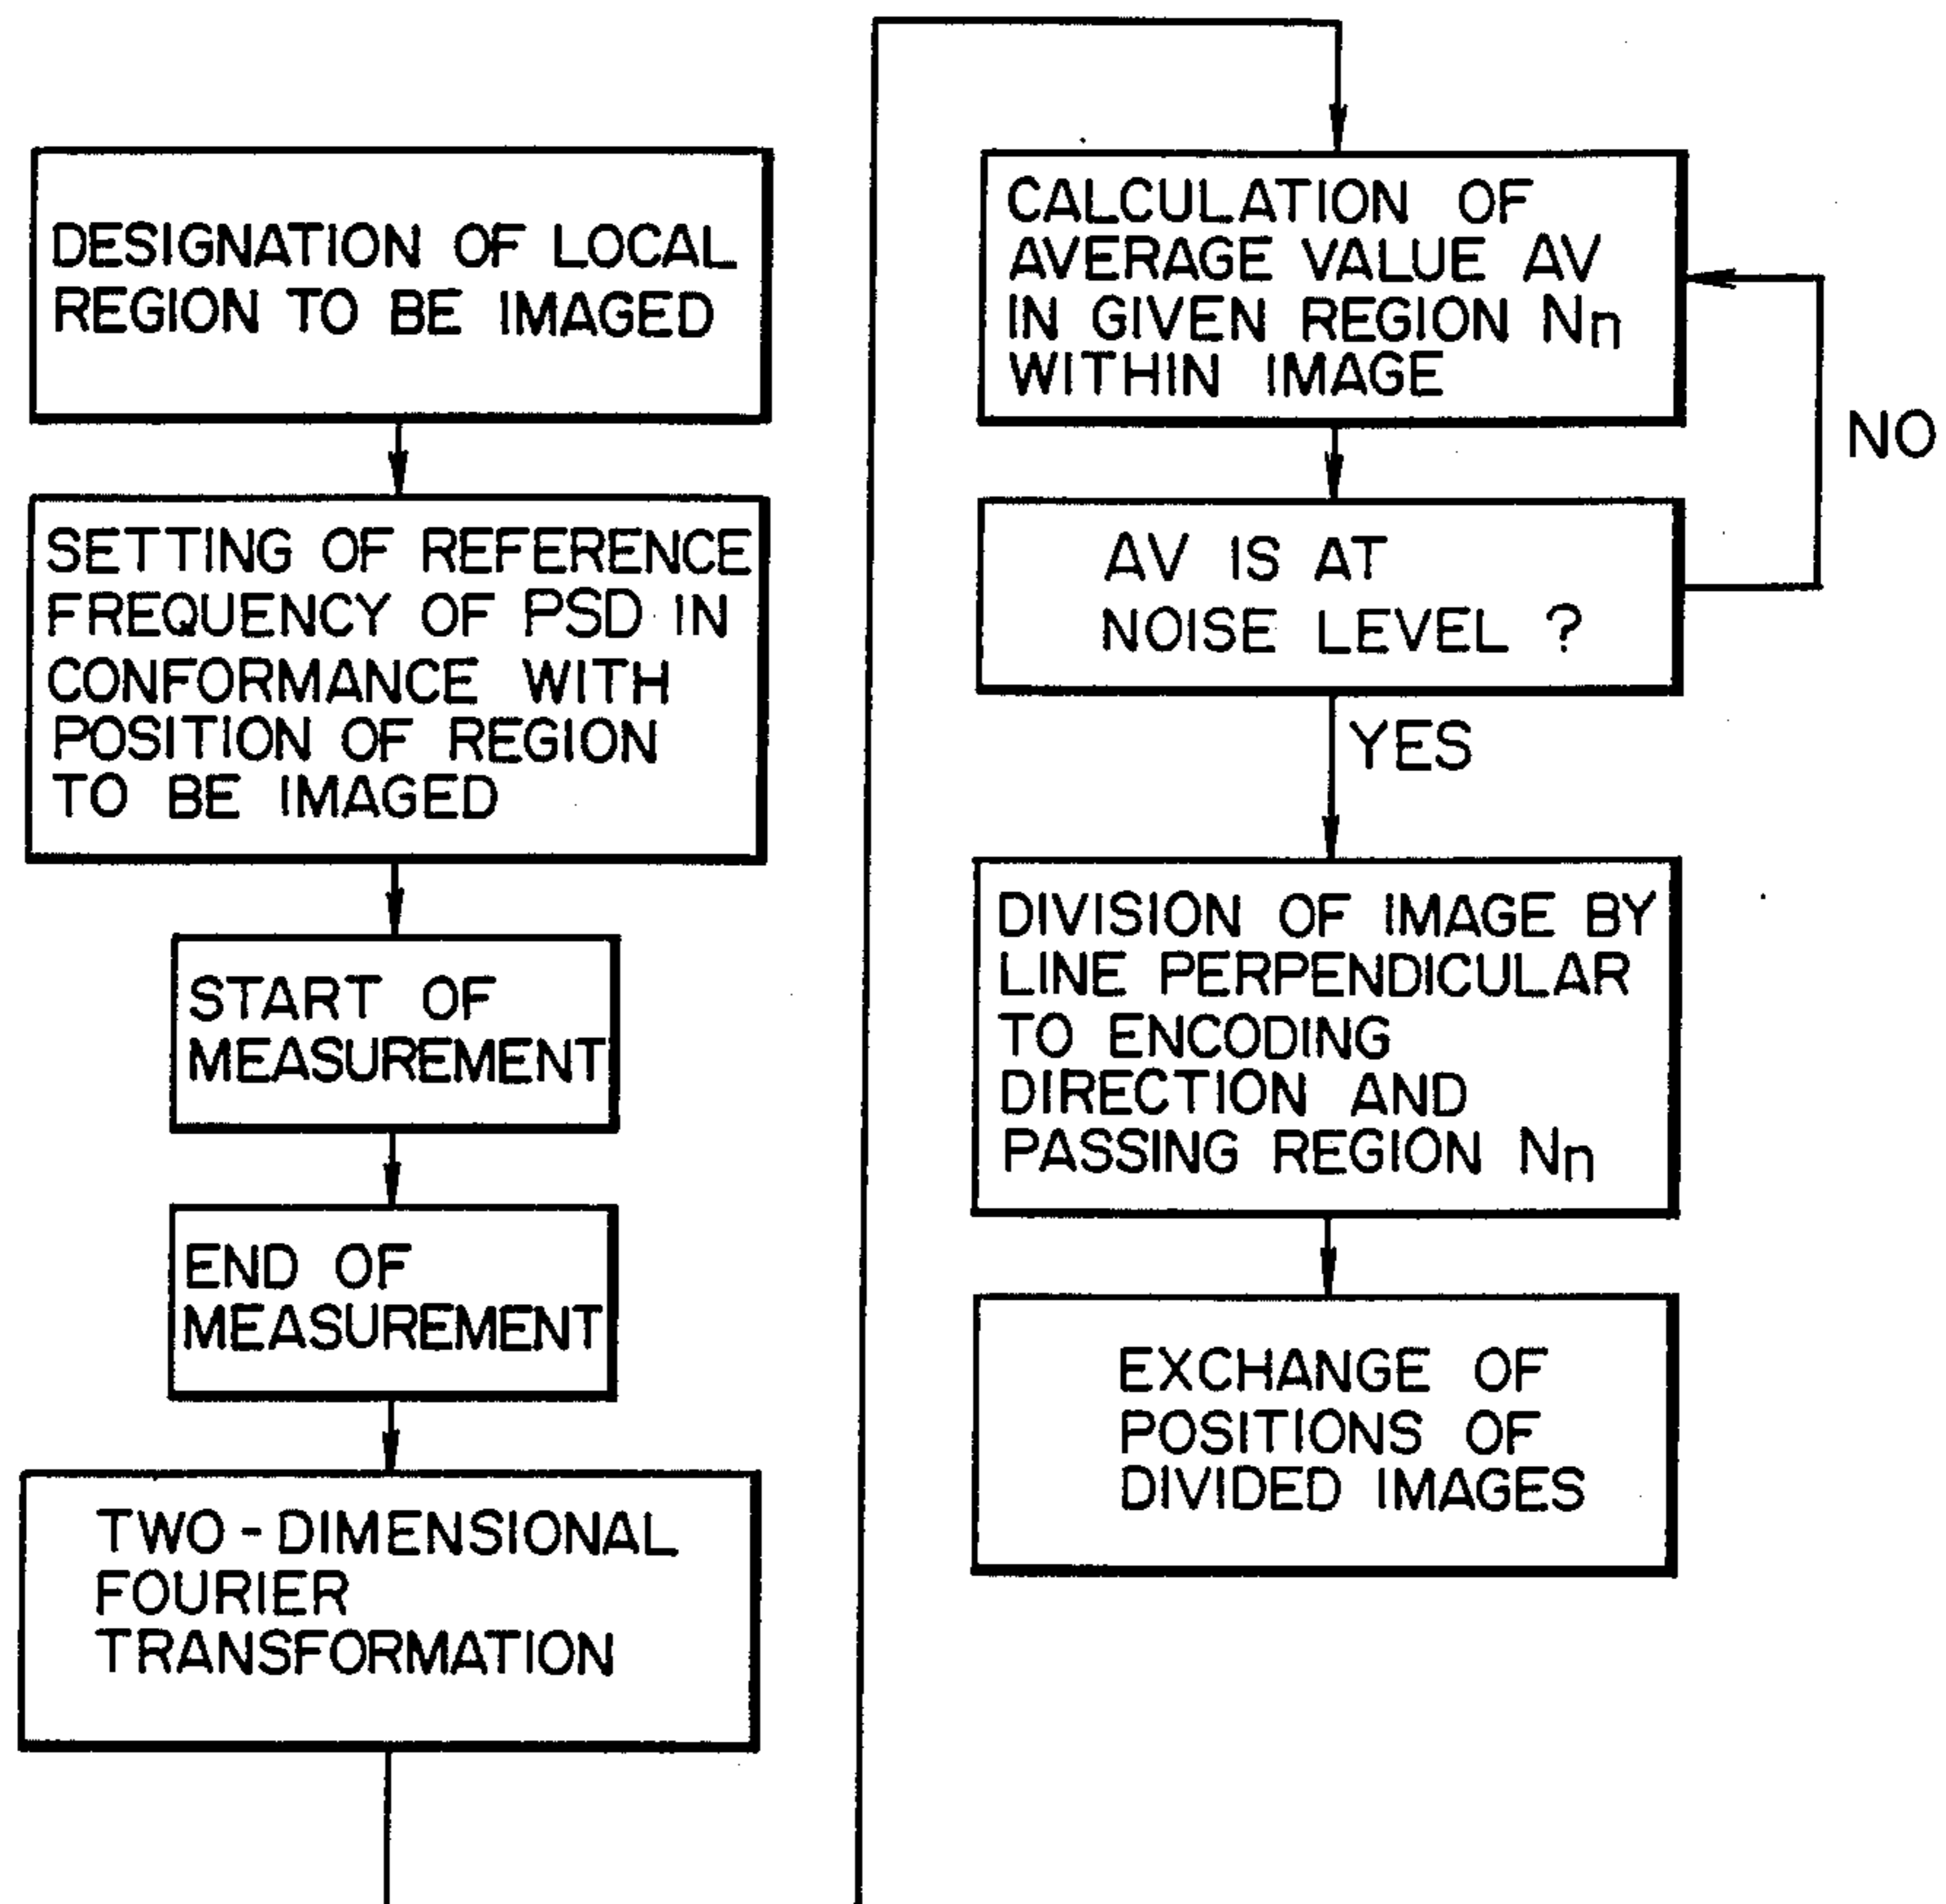 DESIGNATION OF LOCAL
REGION TO BE IMAGED
SETTING OF REFERENCE
FREQUENCY OF PSD IN
CONFORMANCE WITH
POSITION OF REGION
TO BE IMAGED
START OF
MEASUREMENT
END OF
MEASUREMENT
TWO-DIMENSIONAL
FOURIER
TRANSFORMATION
CALCULATION OF
AVERAGE VALUE AV
IN GIVEN REGION Nn
WITHIN IMAGE
NO
AV IS AT
NOISE LEVEL ?
YES
DIVISION OF IMAGE BY
LINE PERPENDICULAR
TO ENCODING
DIRECTION AND
PASSING REGION Nn
EXCHANGE OF
POSITIONS OF
DIVIDED IMAGES